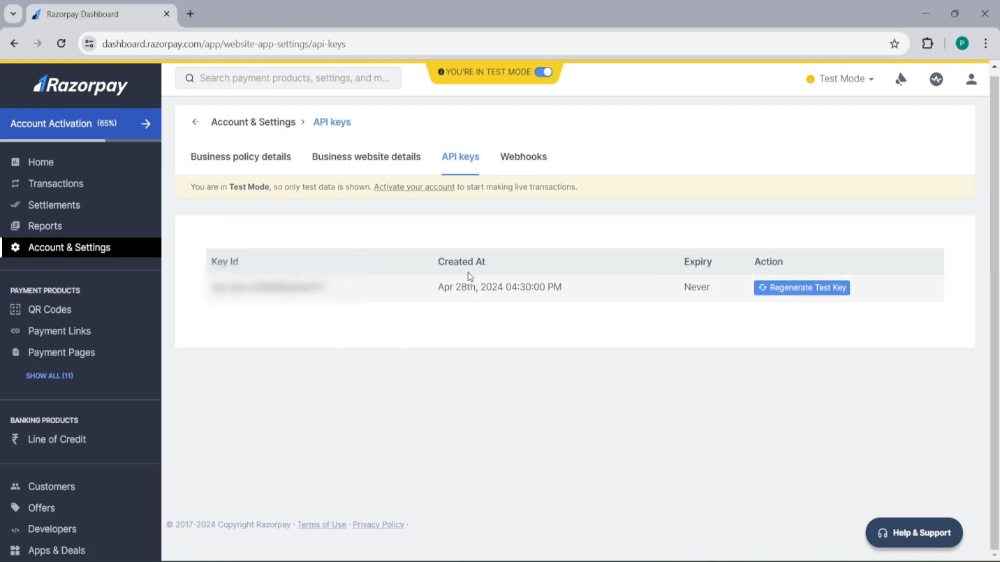 Razorpay Dashboard
dashboard.razorpay.com/app/website-app-settings/api-keys
P
Razorpay
Search payment products, settings, and m...
YOU'RE IN TEST MODE
Test Mode
Account Activation (65%)
Account & Settings > API keys
Business policy details Business website details API keys Webhooks
You are in Test Mode, so only test data is shown. Activate your account to start making live transactions.
Home
Transactions
Settlements
Reports
Account & Settings
PAYMENT PRODUCTS
QR Codes
Payment Links
Payment Pages
SHOW ALL (11)
BANKING PRODUCTS
Line of Credit
Customers
Offers
Developers
Apps & Deals
Key Id Created At Expiry Action
Apr 28th, 2024 04:30:00 PM Never Regenerate Test Key
© 2017-2024 Copyright Razorpay · Terms of Use · Privacy Policy ·
Help & Support